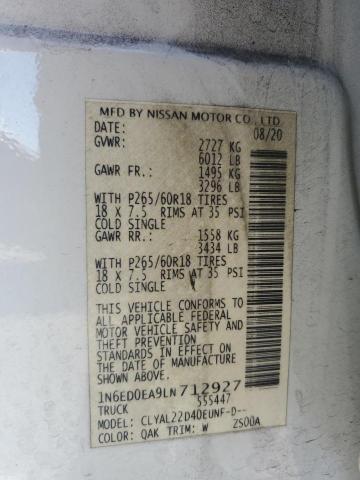 MFD BY NISSAN MOTOR CO., LTD
DATE: 08/20
GVWR: 2727 KG
6012 LB
GAWR FR.: 1495 KG
3296 LB
WITH P265/60R18 TIRES
18 X 7.5 RIMS AT 35 PSI
COLD SINGLE
GAWR RR.: 1558 KG
3434 LB
WITH P265/60R18 TIRES
18 X 7.5 RIMS AT 35 PSI
COLD SINGLE
THIS VEHICLE CONFORMS TO
ALL APPLICABLE FEDERAL
MOTOR VEHICLE SAFETY AND
THEFT PREVENTION
STANDARDS IN EFFECT ON
THE DATE OF MANUFACTURE
SHOWN ABOVE.
1N6ED0EA9LN712927
TRUCK 555447
MODEL: CLYAL22D40EUNF-D--
COLOR: QAK TRIM: W ZS00A